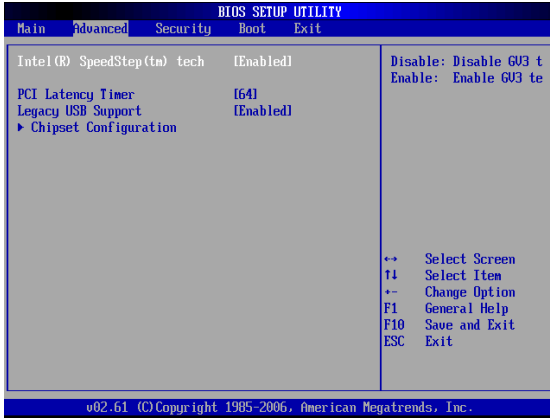 BIOS SETUP UTILITY
Main Advanced Security Boot Exit
Intel(R) SpeedStep(tm) tech [Enabled]
PCI Latency Timer [64]
Legacy USB Support [Enabled]
▶ Chipset Configuration
Disable: Disable GV3 t
Enable: Enable GV3 te
↔ Select Screen
↑↓ Select Item
+- Change Option
F1 General Help
F10 Save and Exit
ESC Exit
v02.61 (C)Copyright 1985-2006, American Megatrends, Inc.